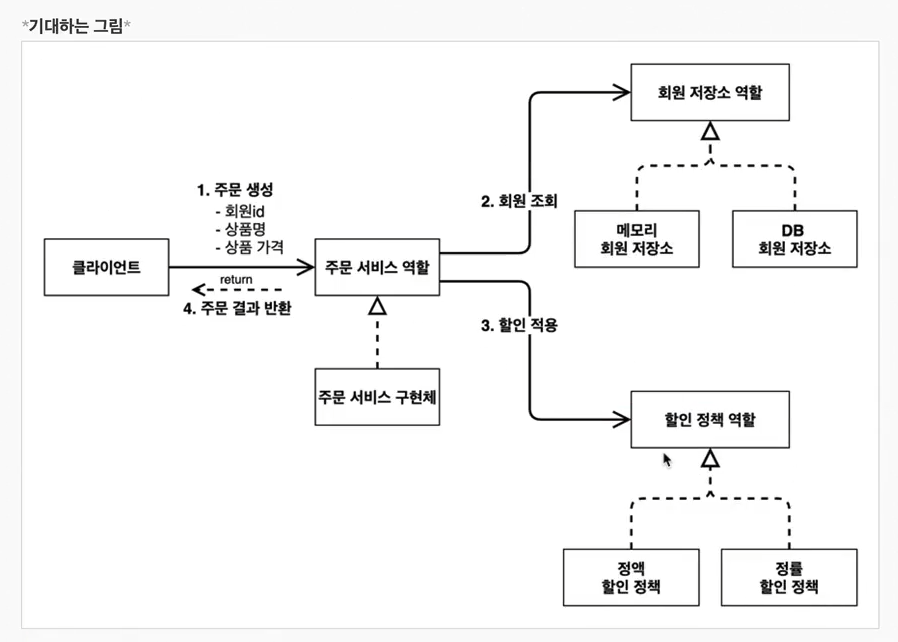 *기대하는 그림*
회원 저장소 역할
1. 주문 생성
- 회원id
- 상품명
- 상품 가격
2. 회원 조회
메모리
회원 저장소
DB
회원 저장소
클라이언트
주문 서비스 역할
return
4. 주문 결과 반환
3. 할인 적용
주문 서비스 구현체
할인 정책 역할
정액
할인 정책
정률
할인 정책